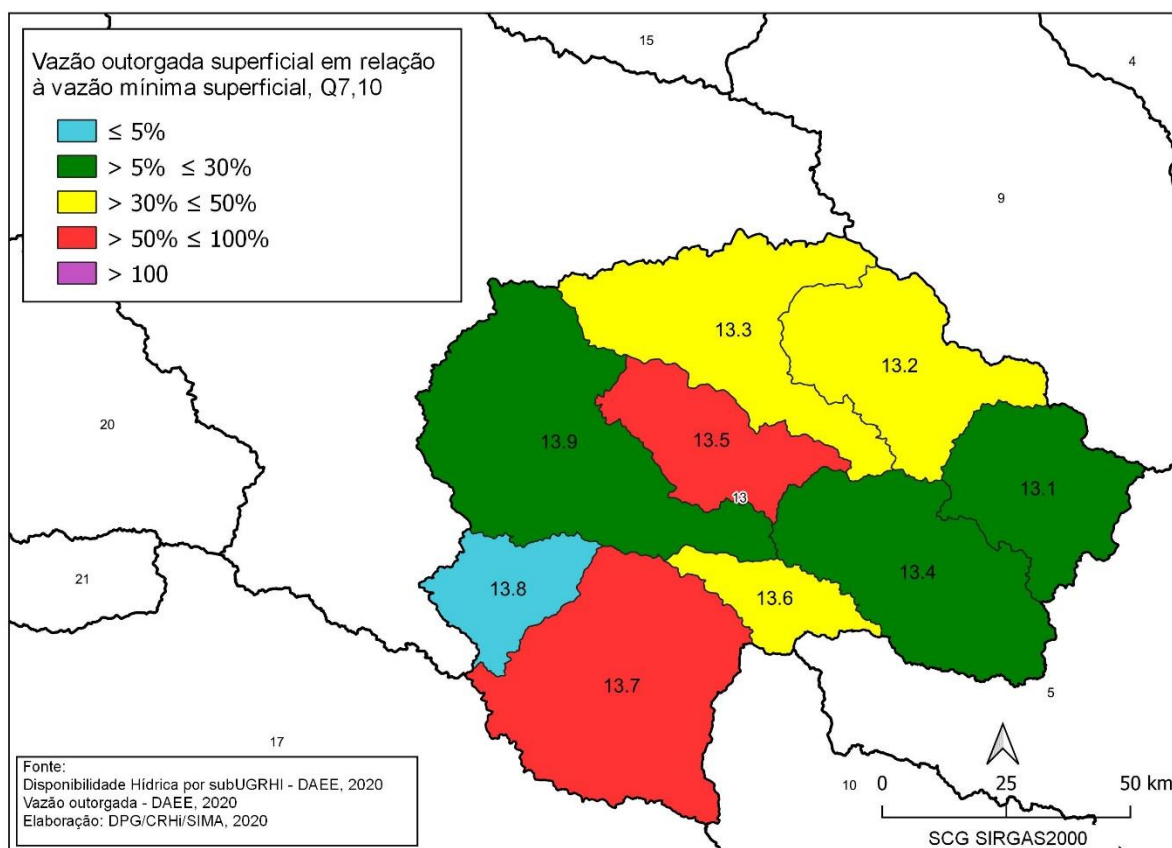 Vazão outorgada superficial em relação
à vazão mínima superficial, Q7,10
≤ 5%
> 5% ≤ 30%
> 30% ≤ 50%
> 50% ≤ 100%
> 100
15
4
9
13.3
13.2
20
13.9
13.5
13
13.1
21
13.8
13.6
13.4
13.7
5
17
10
0 25 50 km
SCG SIRGAS2000
Fonte:
Disponibilidade Hídrica por subUGRHI - DAEE, 2020
Vazão outorgada - DAEE, 2020
Elaboração: DPG/CRHi/SIMA, 2020